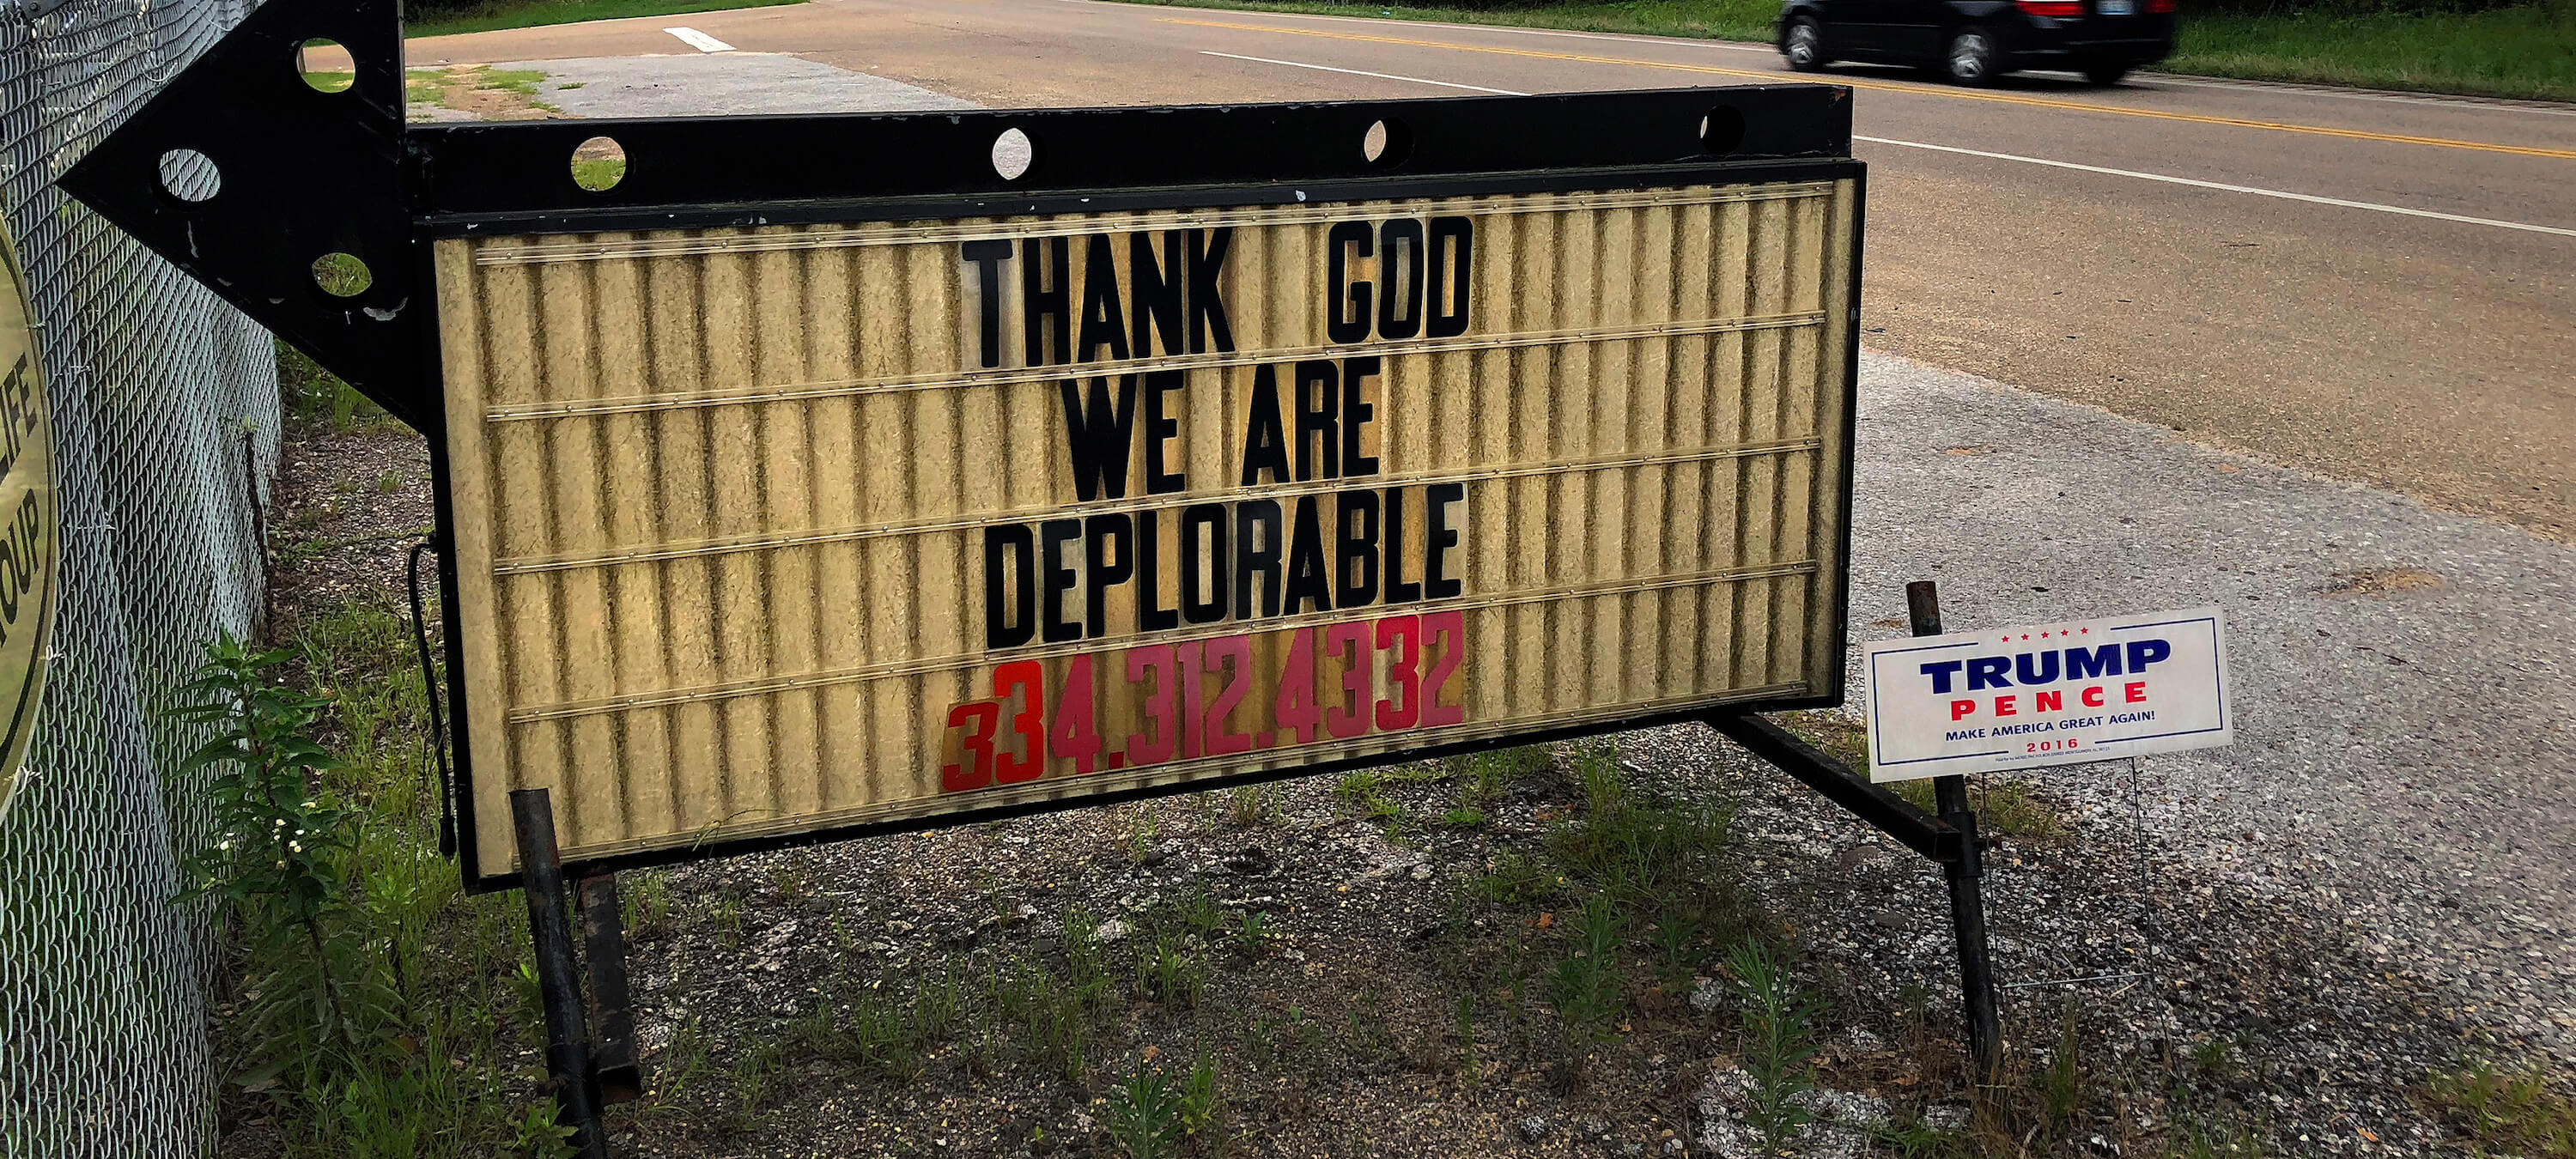 THANK GOD
WE ARE
DEPLORABLE
334.312.4332
TRUMP
PENCE
MAKE AMERICA GREAT AGAIN!
2016